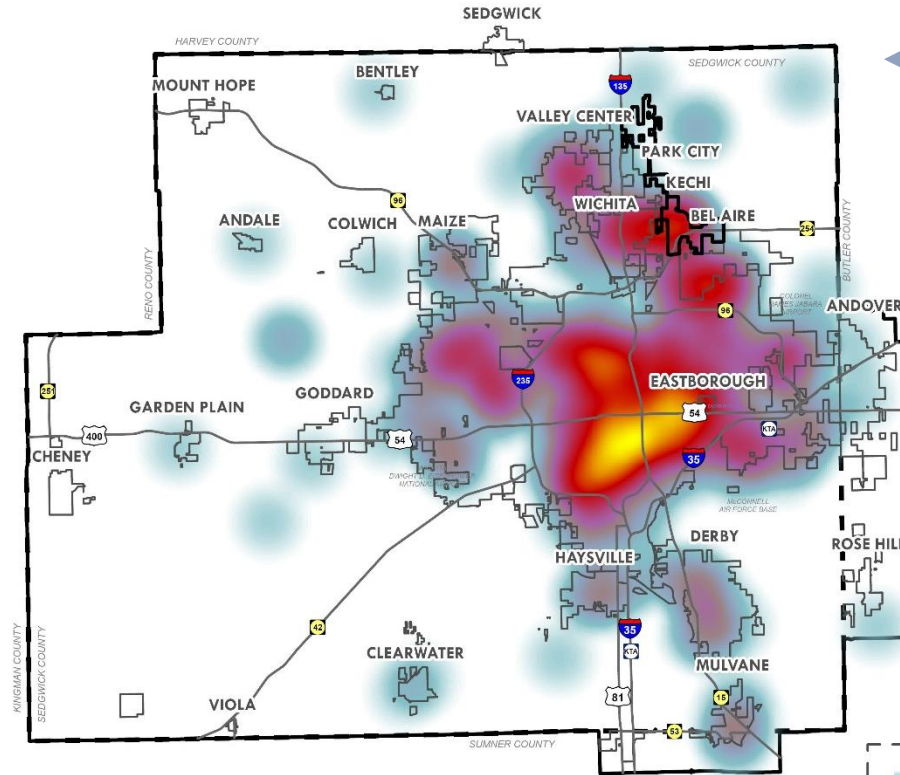 SEDGWICK
HARVEY COUNTY
SEDGWICK COUNTY
BENTLEY
135
MOUNT HOPE
VALLEY CENTER
PARK CITY
KECHI
96
WICHITA
BEL AIRE
ANDALE
COLWICH
MAIZE
254
RENO COUNTY
BUTLER COUNTY
COLONEL
JAMES JABARA
AIRPORT
ANDOVER
96
235
EASTBOROUGH
251
GODDARD
GARDEN PLAIN
54
KTA
400
54
CHENEY
35
NATIONAL
McCONNELL
AIR FORCE BASE
DERBY
HAYSVILLE
ROSE HILL
42
35
KTA
CLEARWATER
MULVANE
KINGMAN COUNTY
SEDGWICK COUNTY
81
15
VIOLA
53
SUMNER COUNTY